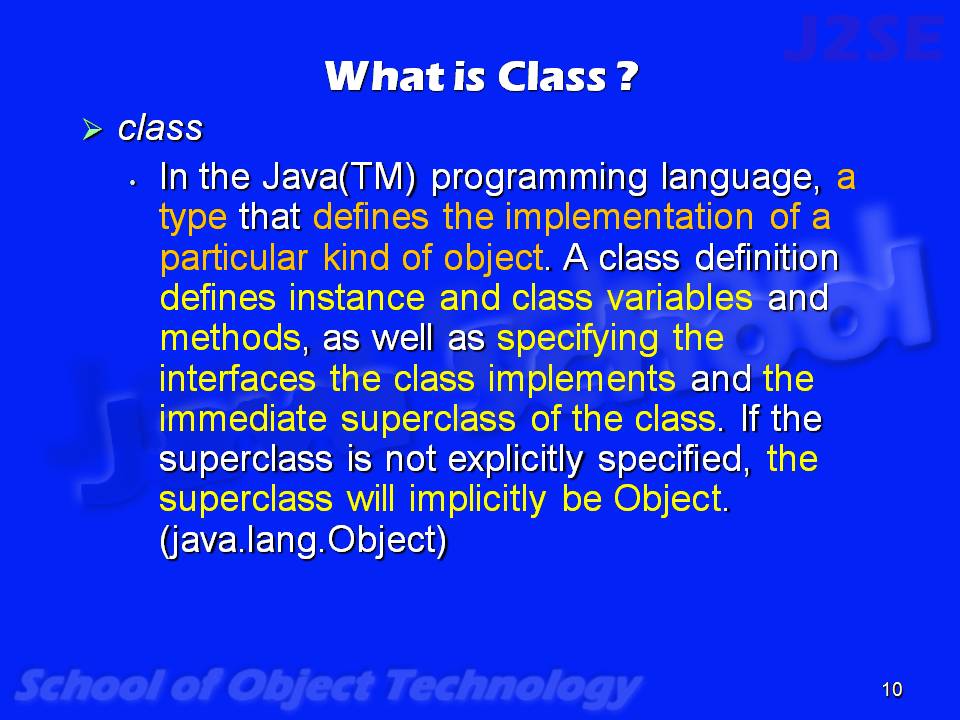 J2SE
What is Class ?
class
In the Java(TM) programming language, a
type that defines the implementation of a
particular kind of object. A class definition
defines instance and class variables and
methods, as well as specifying the
interfaces the class implements and the
immediate superclass of the class. If the
superclass is not explicitly specified, the
superclass will implicitly be Object.
(java.lang.Object)
School of Object Technology
10